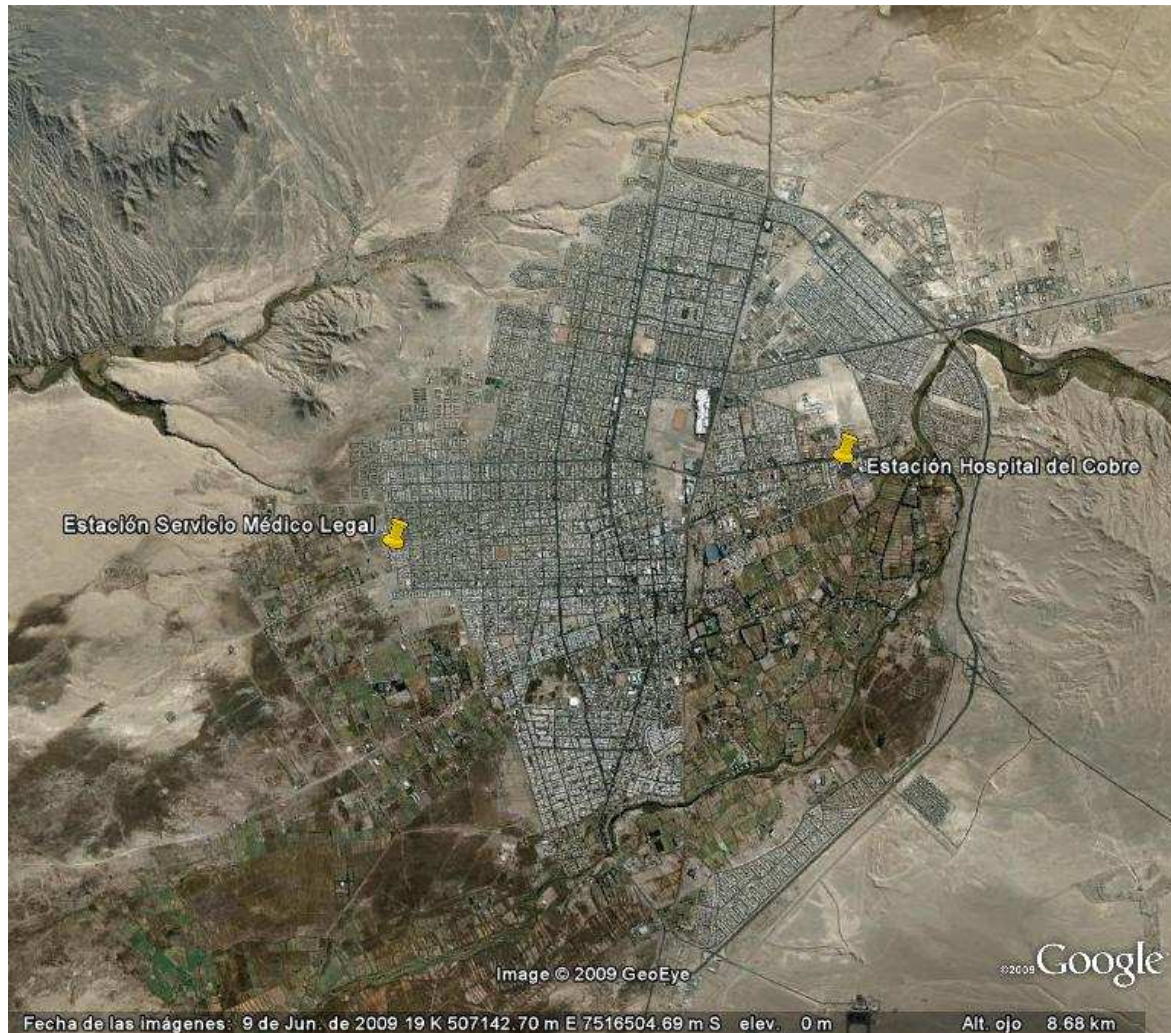 Estación Hospital del Cobre
Estación Servicio Médico Legal
Image © 2009 GeoEye
©2009 Google
Fecha de las imágenes: 9 de Jun. de 2009 19 K 507142.70 m E 7516504.69 m S elev. 0 m Alt. ojo 8.68 km